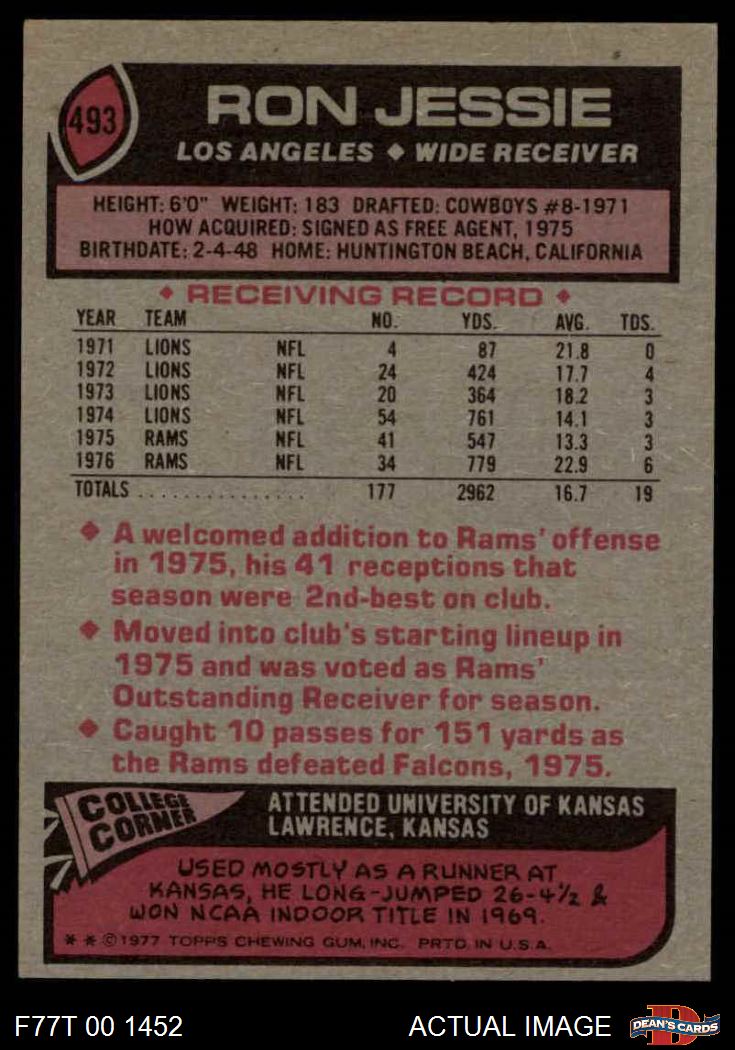 493
RON JESSIE
LOS ANGELES ◆ WIDE RECEIVER
HEIGHT: 6'0" WEIGHT: 183 DRAFTED: COWBOYS #8-1971
HOW ACQUIRED: SIGNED AS FREE AGENT, 1975
BIRTHDATE: 2-4-48 HOME: HUNTINGTON BEACH, CALIFORNIA
◆ RECEIVING RECORD ◆
YEAR TEAM NO. YDS. AVG. TDS.
1971 LIONS NFL 4 87 21.8 0
1972 LIONS NFL 24 424 17.7 4
1973 LIONS NFL 20 364 18.2 3
1974 LIONS NFL 54 761 14.1 3
1975 RAMS NFL 41 547 13.3 3
1976 RAMS NFL 34 779 22.9 6
TOTALS ................ 177 2962 16.7 19
◆ A welcomed addition to Rams' offense
in 1975, his 41 receptions that
season were 2nd-best on club.
◆ Moved into club's starting lineup in
1975 and was voted as Rams'
Outstanding Receiver for season.
◆ Caught 10 passes for 151 yards as
the Rams defeated Falcons, 1975.
COLLEGE
CORNER
ATTENDED UNIVERSITY OF KANSAS
LAWRENCE, KANSAS
USED MOSTLY AS A RUNNER AT
KANSAS, HE LONG-JUMPED 26-4½ &
WON NCAA INDOOR TITLE IN 1969.
* * © 1977 TOPPS CHEWING GUM, INC. PRTD. IN U.S.A.
F77T 00 1452 ACTUAL IMAGE
D
DEAN'S CARDS